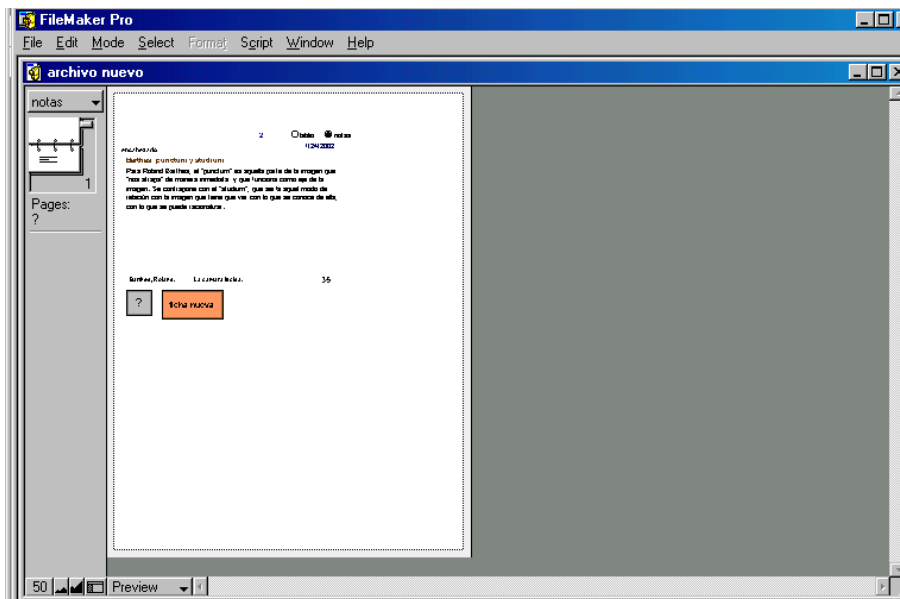 FileMaker Pro
File Edit Mode Select Format Script Window Help
archivo nuevo
notas
1
Pages:
?
2 notas
1/24/2002
encabezado
Barthes: punctum y studium
Para Roland Barthes, el "punctum" es aquella parte de la imagen que
"nos atrapa" de manera inmediata y que funciona como eje de la
imagen. Se contrapone con el "studium", que sería aquel modo de
relación con la imagen que tiene que ver con lo que se conoce de ella,
con lo que se puede racionalizar.
Barthes, Roland. La cámara lúcida. 35
? ficha nueva
50 Preview